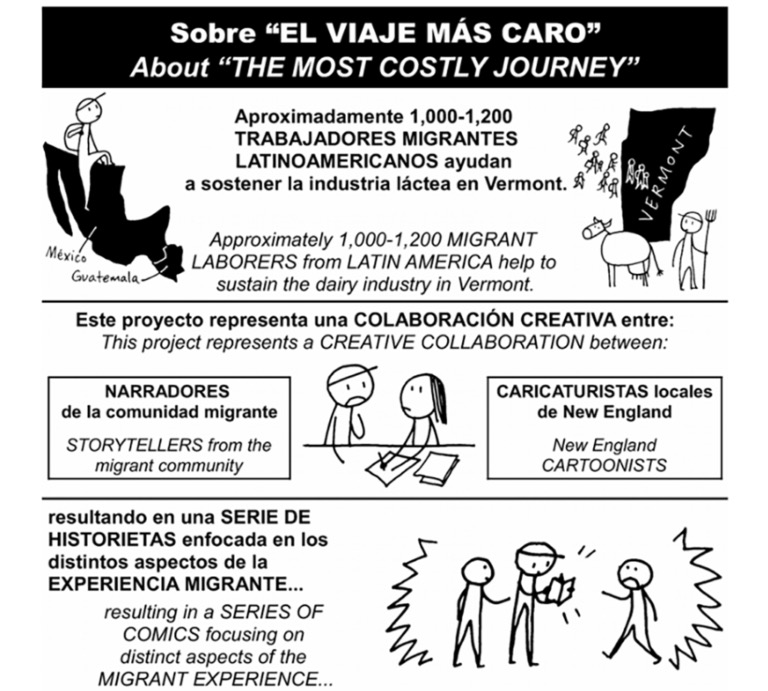 Sobre “EL VIAJE MÁS CARO”
About “THE MOST COSTLY JOURNEY”
Aproximadamente 1,000-1,200
TRABAJADORES MIGRANTES
LATINOAMERICANOS ayudan
a sostener la industria láctea en Vermont.
VERMONT
México
Guatemala
Approximately 1,000-1,200 MIGRANT
LABORERS from LATIN AMERICA help to
sustain the dairy industry in Vermont.
Este proyecto representa una COLABORACIÓN CREATIVA entre:
This project represents a CREATIVE COLLABORATION between:
NARRADORES
de la comunidad migrante
STORYTELLERS from the
migrant community
CARICATURISTAS locales
de New England
New England
CARTOONISTS
resultando en una SERIE DE
HISTORIETAS enfocada en los
distintos aspectos de la
EXPERIENCIA MIGRANTE...
resulting in a SERIES OF
COMICS focusing on
distinct aspects of the
MIGRANT EXPERIENCE...